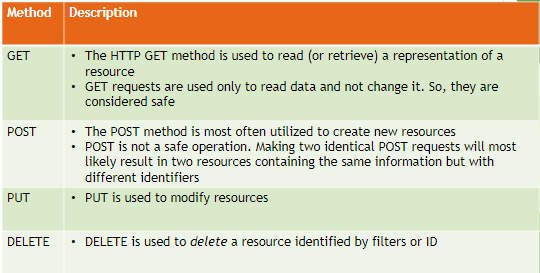 Method Description
GET • The HTTP GET method is used to read (or retrieve) a representation of a
resource
• GET requests are used only to read data and not change it. So, they are
considered safe
POST • The POST method is most often utilized to create new resources
• POST is not a safe operation. Making two identical POST requests will most
likely result in two resources containing the same information but with
different identifiers
PUT • PUT is used to modify resources
DELETE • DELETE is used to delete a resource identified by filters or ID